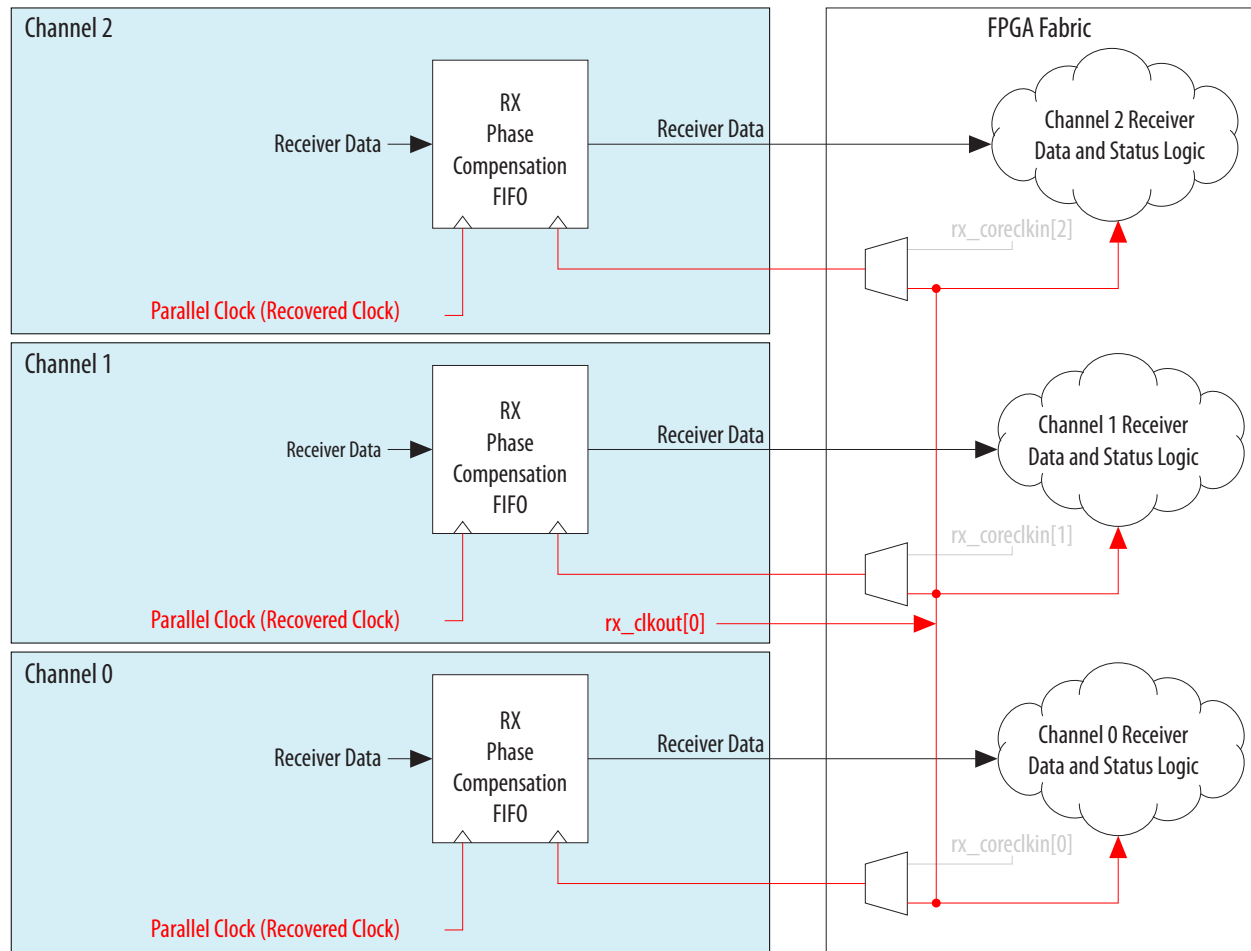 Channel 2
RX
Phase
Compensation
FIFO
Receiver Data
Receiver Data
Parallel Clock (Recovered Clock)
FPGA Fabric
Channel 2 Receiver
Data and Status Logic
rx_coreclkin[2]
Channel 1
RX
Phase
Compensation
FIFO
Receiver Data
Receiver Data
Parallel Clock (Recovered Clock)
rx_clkout[0]
Channel 1 Receiver
Data and Status Logic
rx_coreclkin[1]
Channel 0
RX
Phase
Compensation
FIFO
Receiver Data
Receiver Data
Parallel Clock (Recovered Clock)
Channel 0 Receiver
Data and Status Logic
rx_coreclkin[0]